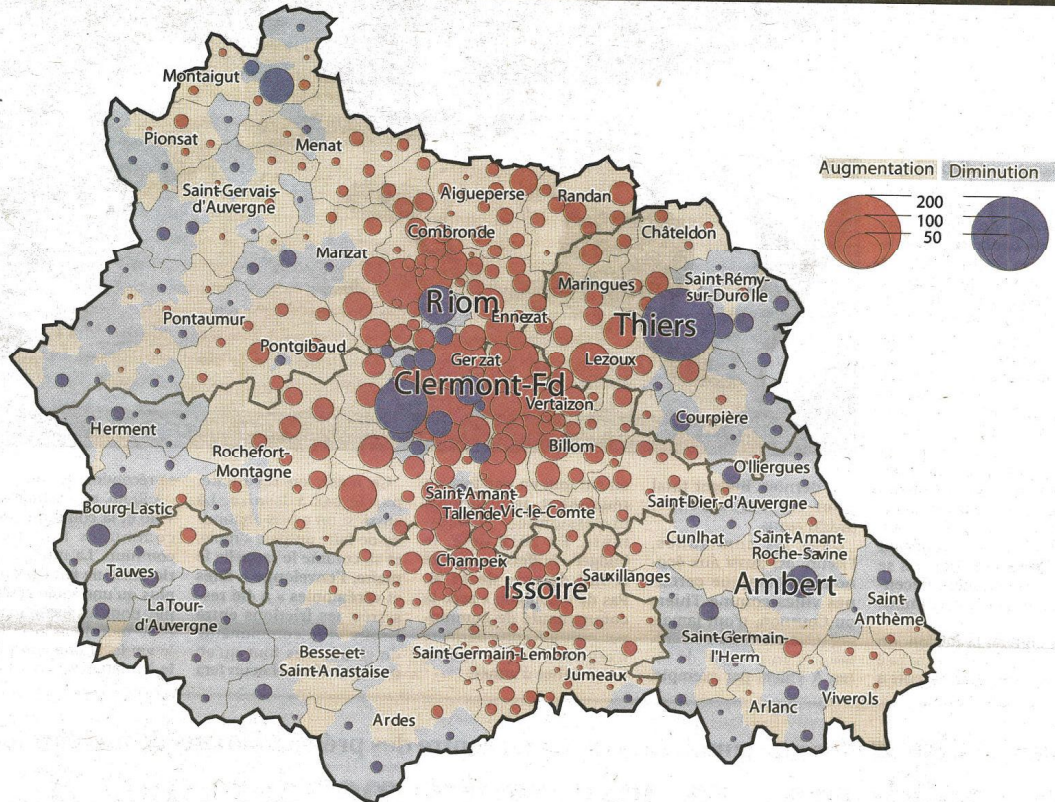 Montaigut
Pionsat
Menat
Saint-Gervais-
d'Auvergne
Aigueperse
Randan
Augmentation
Diminution
200
100
50
Combronde
Châteldon
Manzat
Maringues
Saint-Rémy-
sur-Durolle
Riom
Ennezat
Thiers
Pontaumur
Pontgibaud
Gerzat
Lezoux
Clermont-Fd
Vertaizon
Courpière
Herment
Rochefort-
Montagne
Billom
Olliergues
Saint-Amant-
Tallende
Vic-le-Comte
Saint-Dier-d'Auvergne
Bourg-Lastic
Cunlhat
Saint-Amant-
Roche-Savine
Champeix
Tauves
Issoire
Sauxillanges
Ambert
La Tour-
d'Auvergne
Saint-
Anthème
Besse-et-
Saint-Anastaise
Saint-Germain-Lembron
Saint-Germain-
l'Herm
Jumeaux
Ardes
Arlanc
Viverols